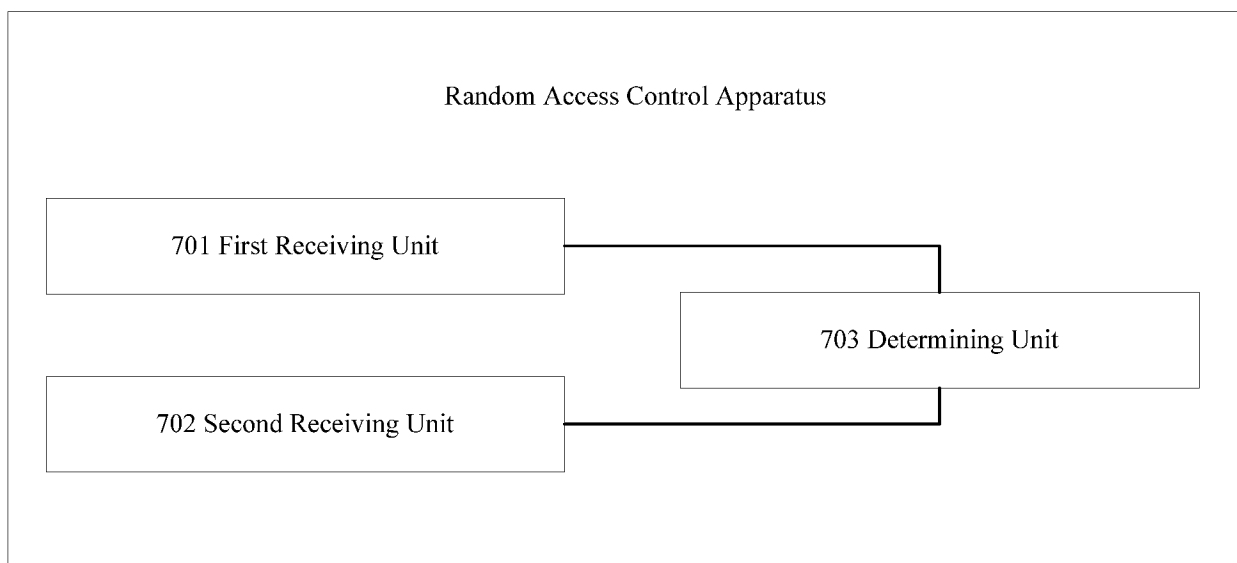 Random Access Control Apparatus
701 First Receiving Unit
703 Determining Unit
702 Second Receiving Unit